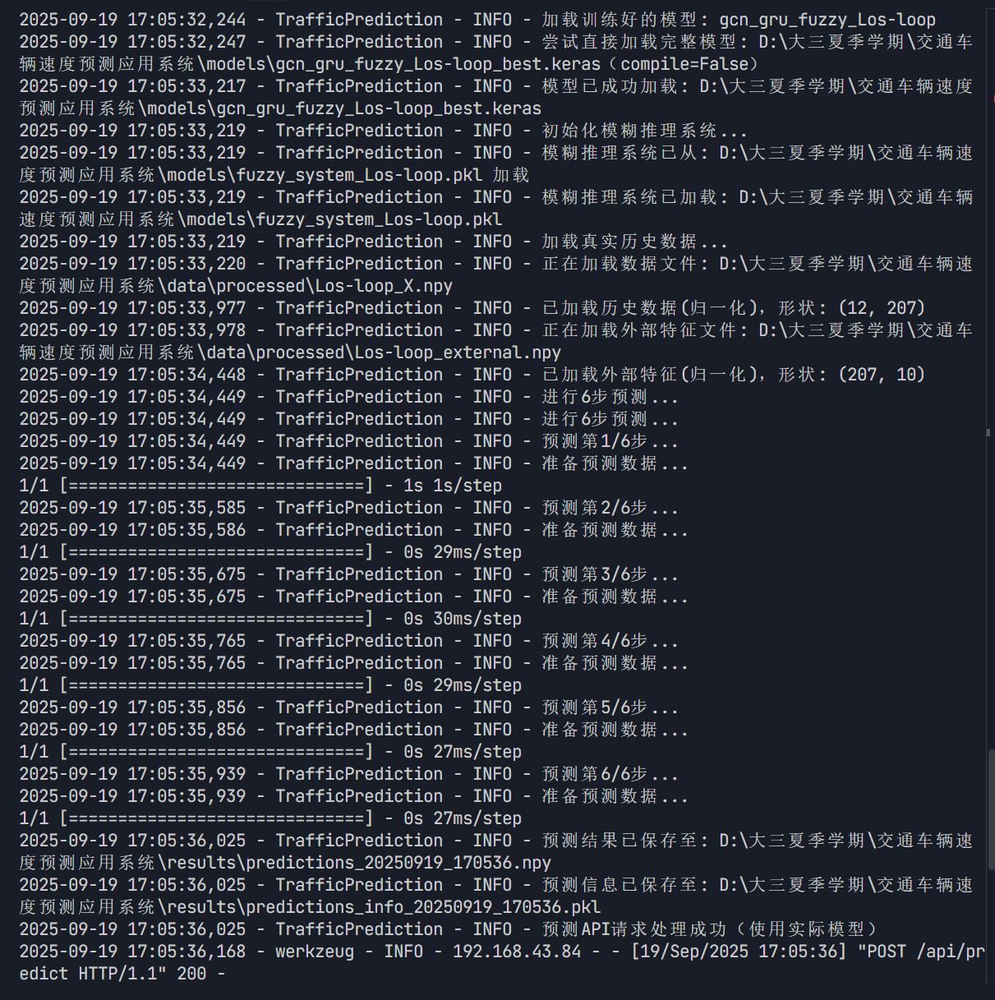 2025-09-19 17:05:32,244 - TrafficPrediction - INFO - 加载训练好的模型: gcn_gru_fuzzy_Los-loop
2025-09-19 17:05:32,247 - TrafficPrediction - INFO - 尝试直接加载完整模型: D:\大三夏季学期\交通车
辆速度预测应用系统\models\gcn_gru_fuzzy_Los-loop_best.keras（compile=False）
2025-09-19 17:05:33,217 - TrafficPrediction - INFO - 模型已成功加载: D:\大三夏季学期\交通车辆速度
预测应用系统\models\gcn_gru_fuzzy_Los-loop_best.keras
2025-09-19 17:05:33,219 - TrafficPrediction - INFO - 初始化模糊推理系统...
2025-09-19 17:05:33,219 - TrafficPrediction - INFO - 模糊推理系统已从: D:\大三夏季学期\交通车辆速
度预测应用系统\models\fuzzy_system_Los-loop.pkl 加载
2025-09-19 17:05:33,219 - TrafficPrediction - INFO - 模糊推理系统已加载: D:\大三夏季学期\交通车辆
速度预测应用系统\models\fuzzy_system_Los-loop.pkl
2025-09-19 17:05:33,219 - TrafficPrediction - INFO - 加载真实历史数据...
2025-09-19 17:05:33,220 - TrafficPrediction - INFO - 正在加载数据文件: D:\大三夏季学期\交通车辆速
度预测应用系统\data\processed\Los-loop_X.npy
2025-09-19 17:05:33,977 - TrafficPrediction - INFO - 已加载历史数据(归一化)，形状: (12, 207)
2025-09-19 17:05:33,978 - TrafficPrediction - INFO - 正在加载外部特征文件: D:\大三夏季学期\交通车
辆速度预测应用系统\data\processed\Los-loop_external.npy
2025-09-19 17:05:34,448 - TrafficPrediction - INFO - 已加载外部特征(归一化)，形状: (207, 10)
2025-09-19 17:05:34,449 - TrafficPrediction - INFO - 进行6步预测...
2025-09-19 17:05:34,449 - TrafficPrediction - INFO - 进行6步预测...
2025-09-19 17:05:34,449 - TrafficPrediction - INFO - 预测第1/6步...
2025-09-19 17:05:34,449 - TrafficPrediction - INFO - 准备预测数据...
1/1 [==============================] - 1s 1s/step
2025-09-19 17:05:35,585 - TrafficPrediction - INFO - 预测第2/6步...
2025-09-19 17:05:35,586 - TrafficPrediction - INFO - 准备预测数据...
1/1 [==============================] - 0s 29ms/step
2025-09-19 17:05:35,675 - TrafficPrediction - INFO - 预测第3/6步...
2025-09-19 17:05:35,675 - TrafficPrediction - INFO - 准备预测数据...
1/1 [==============================] - 0s 30ms/step
2025-09-19 17:05:35,765 - TrafficPrediction - INFO - 预测第4/6步...
2025-09-19 17:05:35,765 - TrafficPrediction - INFO - 准备预测数据...
1/1 [==============================] - 0s 29ms/step
2025-09-19 17:05:35,856 - TrafficPrediction - INFO - 预测第5/6步...
2025-09-19 17:05:35,856 - TrafficPrediction - INFO - 准备预测数据...
1/1 [==============================] - 0s 27ms/step
2025-09-19 17:05:35,939 - TrafficPrediction - INFO - 预测第6/6步...
2025-09-19 17:05:35,939 - TrafficPrediction - INFO - 准备预测数据...
1/1 [==============================] - 0s 27ms/step
2025-09-19 17:05:36,025 - TrafficPrediction - INFO - 预测结果已保存至: D:\大三夏季学期\交通车辆速
度预测应用系统\results\predictions_20250919_170536.npy
2025-09-19 17:05:36,025 - TrafficPrediction - INFO - 预测信息已保存至: D:\大三夏季学期\交通车辆速
度预测应用系统\results\predictions_info_20250919_170536.pkl
2025-09-19 17:05:36,025 - TrafficPrediction - INFO - 预测API请求处理成功（使用实际模型）
2025-09-19 17:05:36,168 - werkzeug - INFO - 192.168.43.84 - - [19/Sep/2025 17:05:36] "POST /api/pr
edict HTTP/1.1" 200 -